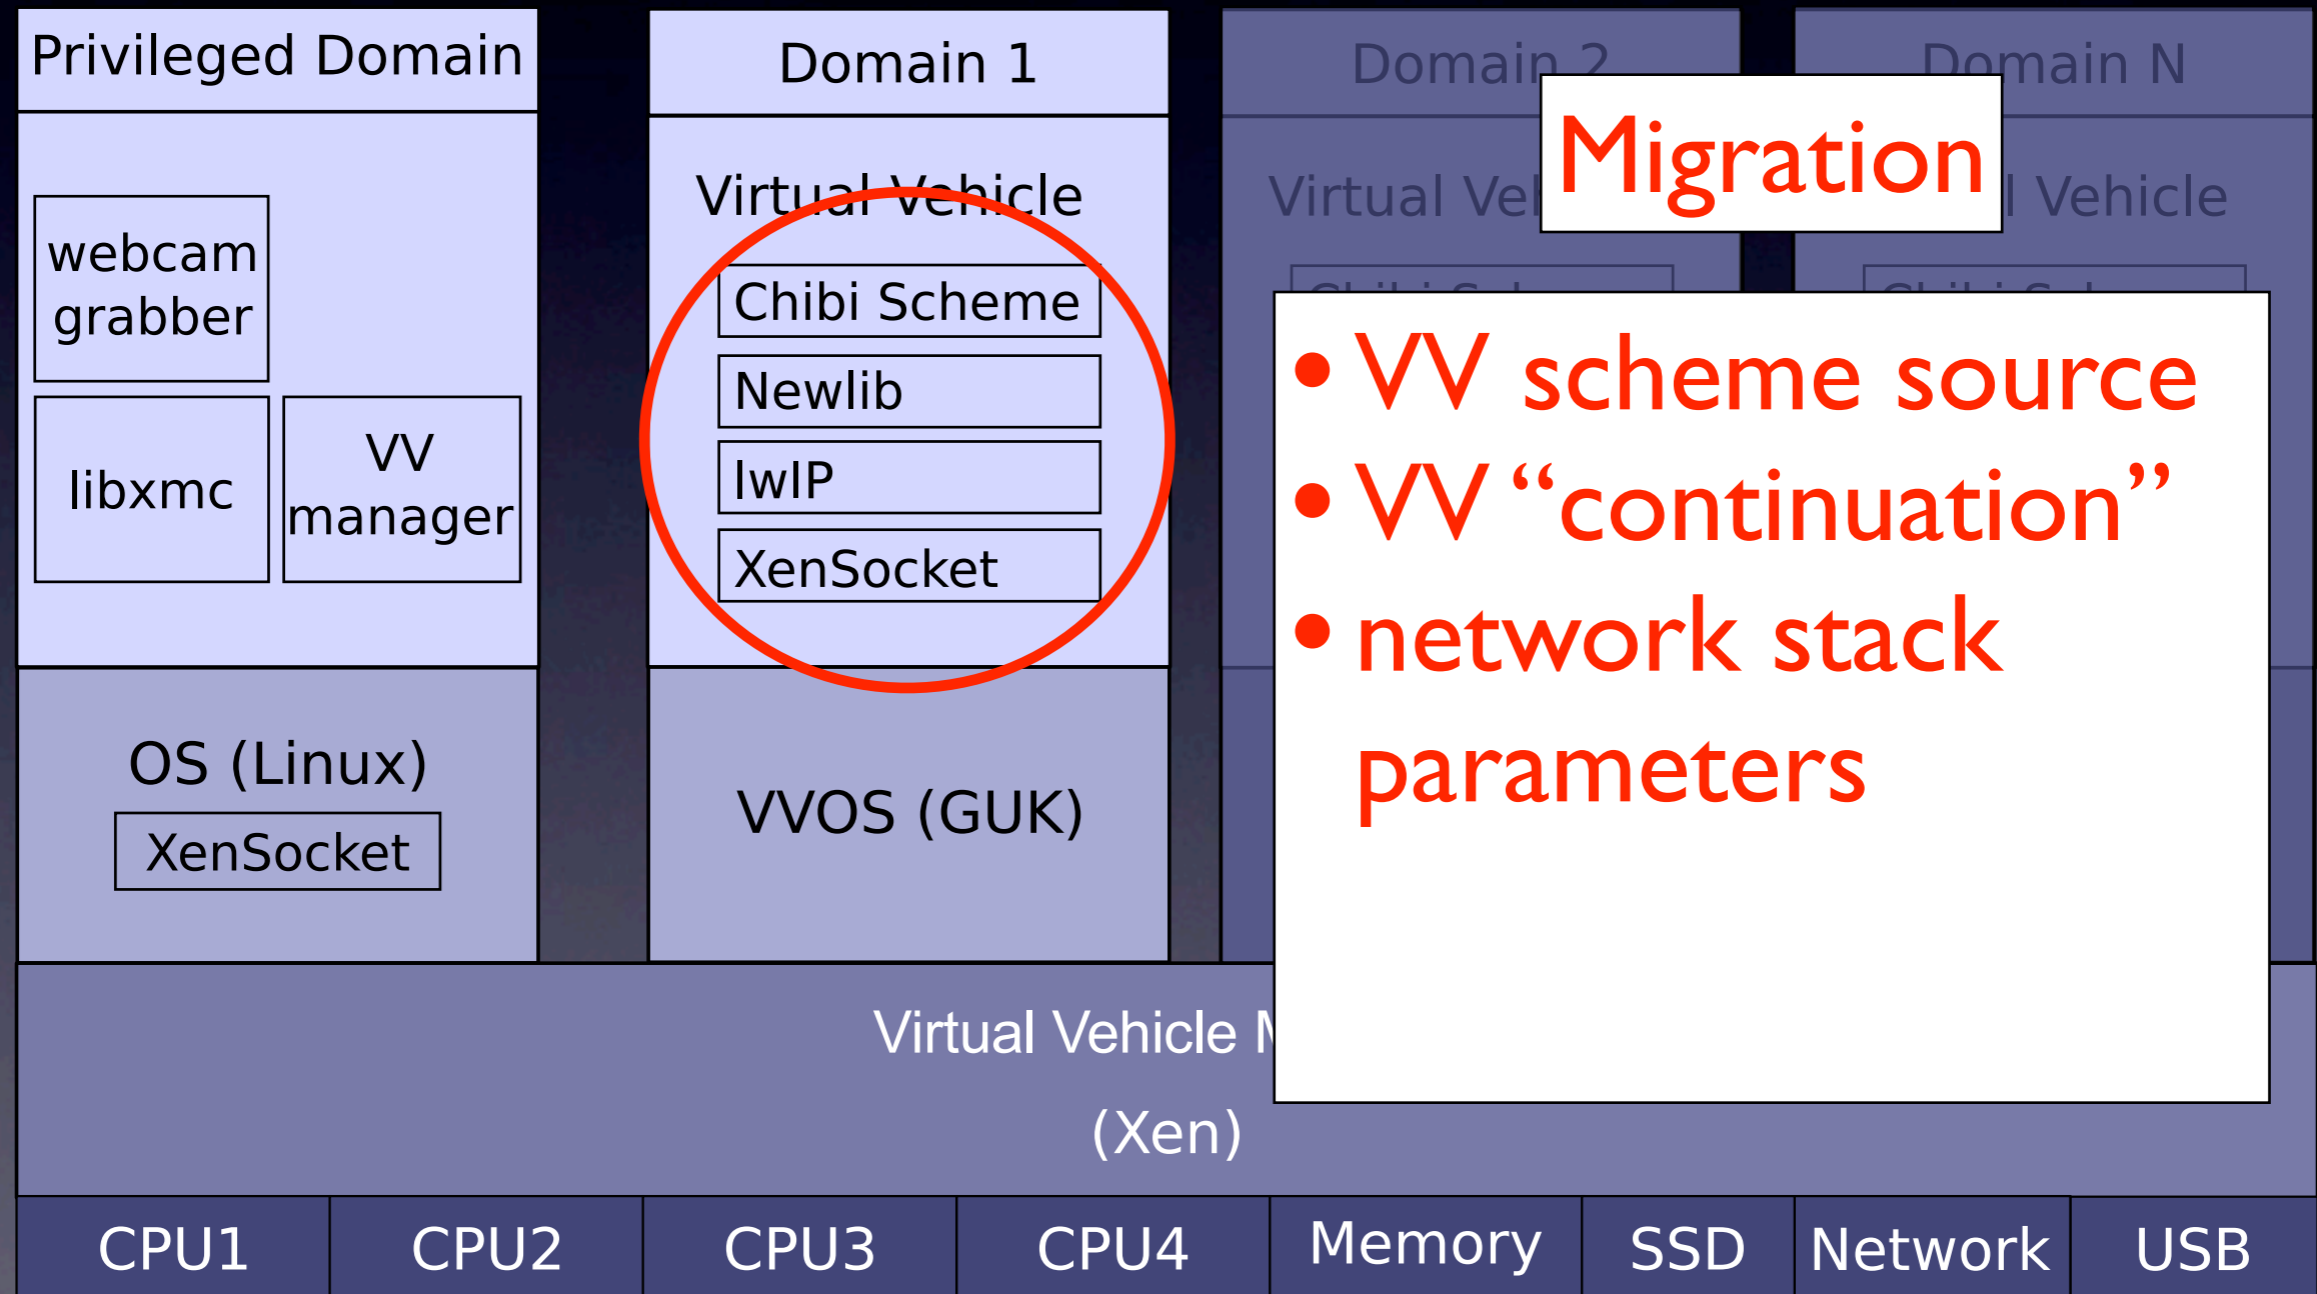 Privileged Domain
Domain 1
Domain 2
Domain N
Migration
Virtual Vehicle
Virtual Veh
l Vehicle
webcam
grabber
libxmc
VV
manager
Chibi Scheme
Newlib
lwIP
XenSocket
• VV scheme source
• VV “continuation”
• network stack
parameters
OS (Linux)
XenSocket
VVOS (GUK)
Virtual Vehicle
(Xen)
CPU1
CPU2
CPU3
CPU4
Memory
SSD
Network
USB